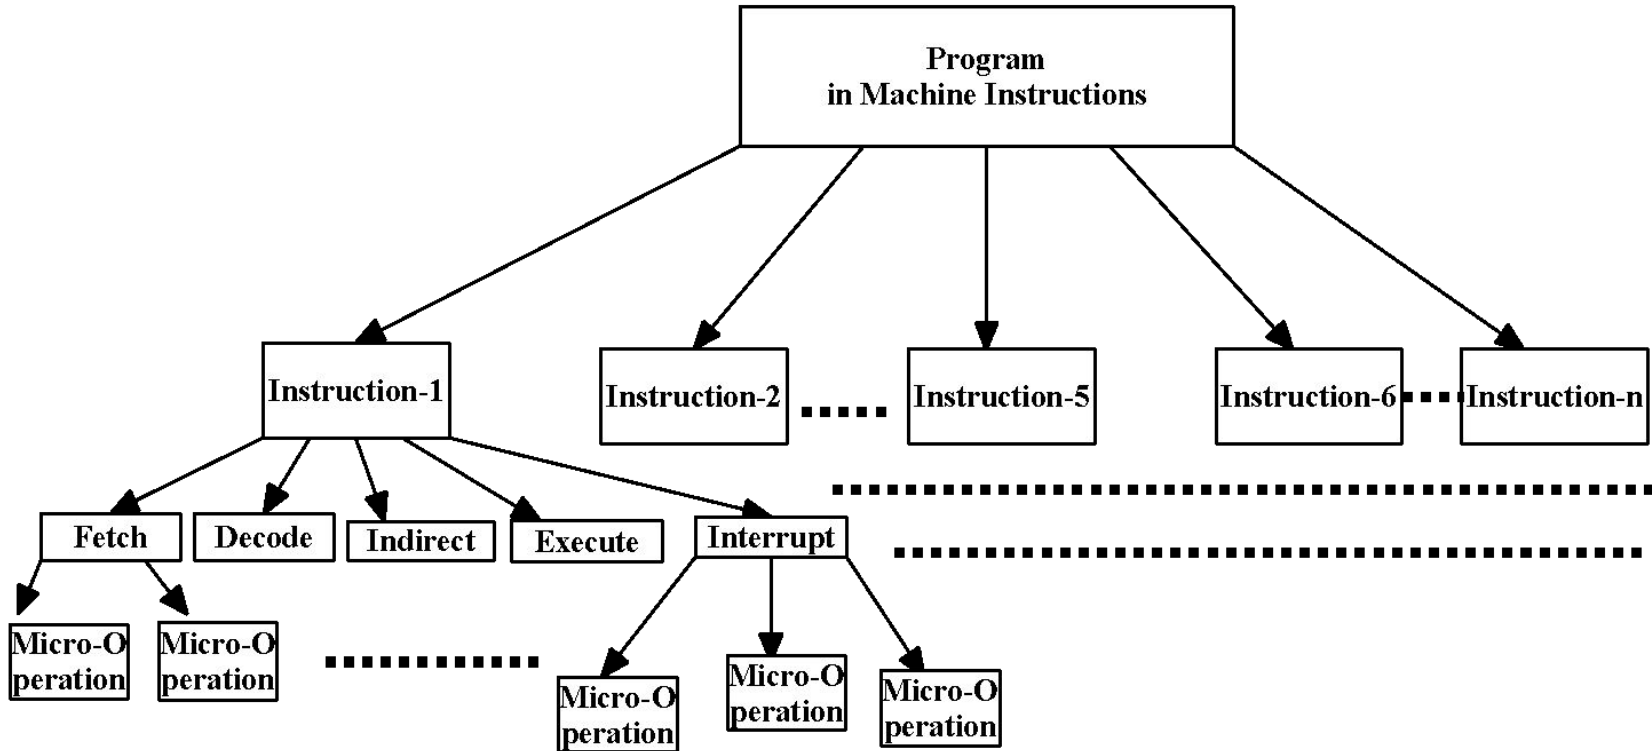 Program
in Machine Instructions
Instruction-1
Instruction-2
Instruction-5
Instruction-6
Instruction-n
Fetch
Decode
Indirect
Execute
Interrupt
Micro-O
peration
Micro-O
peration
Micro-O
peration
Micro-O
peration
Micro-O
peration